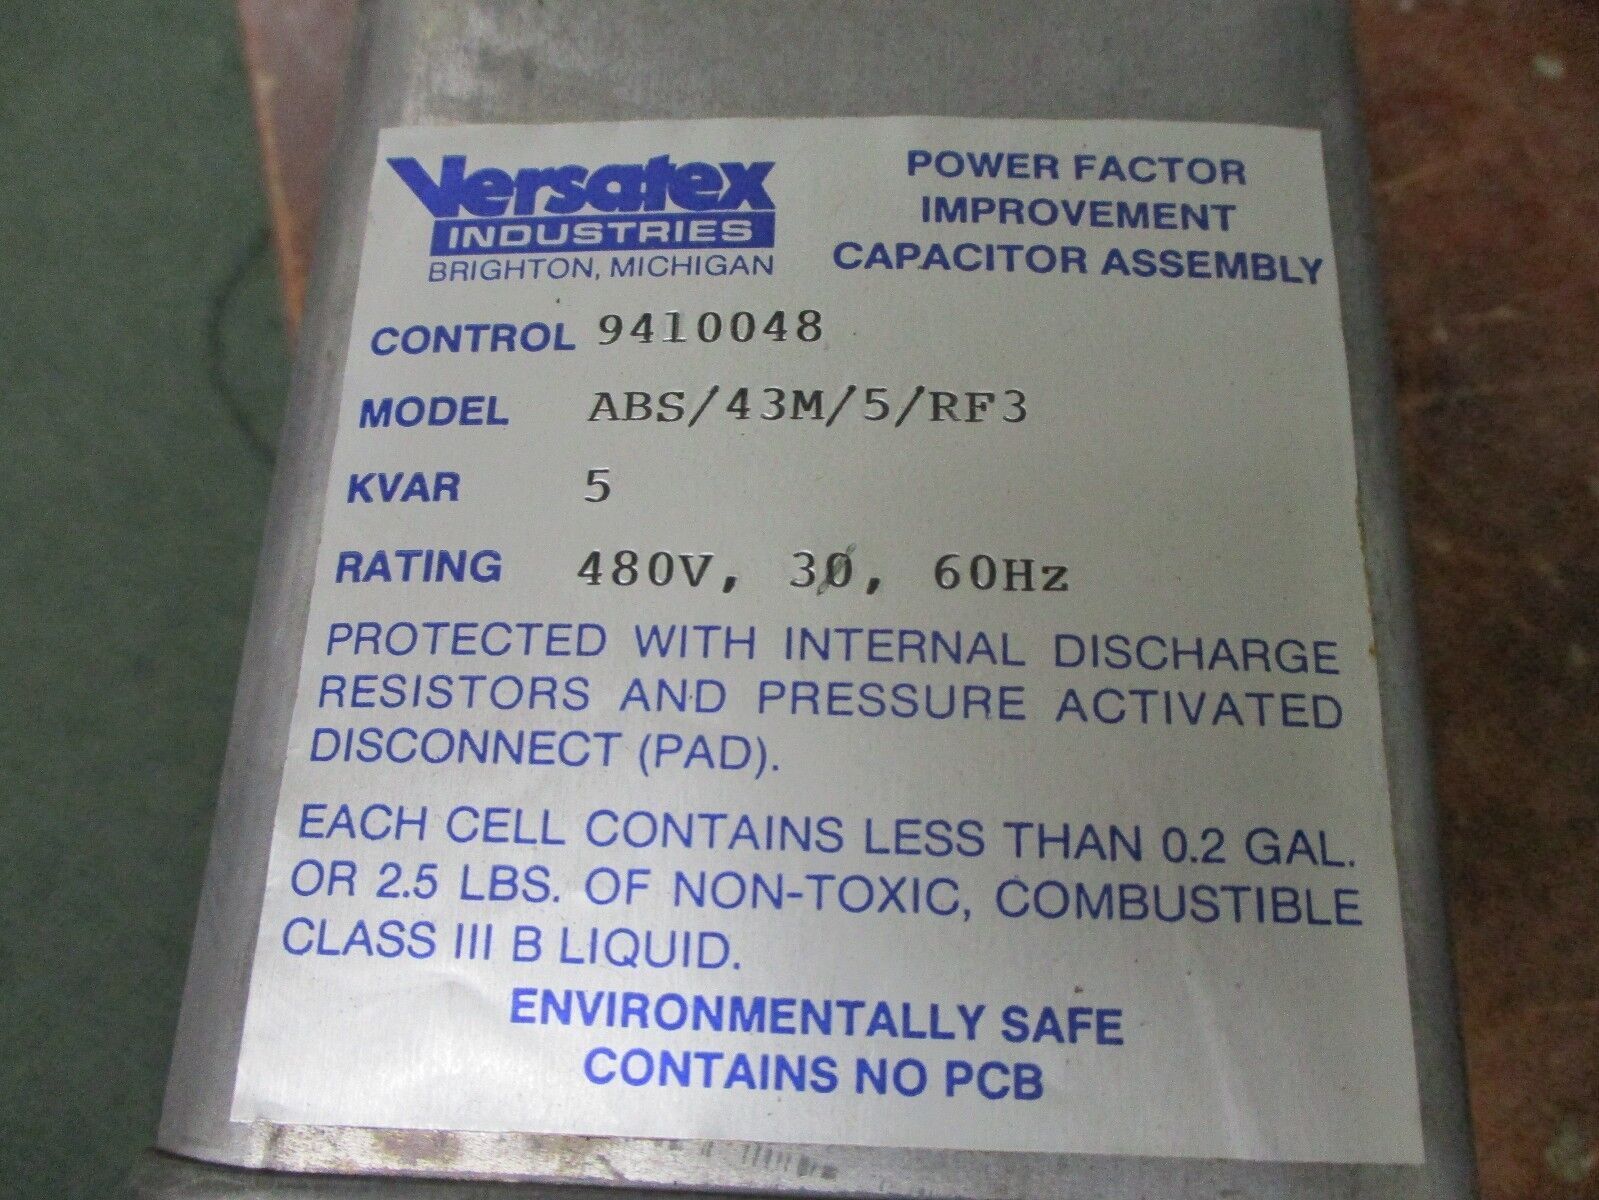 Versatex
INDUSTRIES
BRIGHTON, MICHIGAN
POWER FACTOR
IMPROVEMENT
CAPACITOR ASSEMBLY
CONTROL 9410048
MODEL ABS/43M/5/RF3
KVAR 5
RATING 480V, 3Ø, 60Hz
PROTECTED WITH INTERNAL DISCHARGE
RESISTORS AND PRESSURE ACTIVATED
DISCONNECT (PAD).
EACH CELL CONTAINS LESS THAN 0.2 GAL.
OR 2.5 LBS. OF NON-TOXIC, COMBUSTIBLE
CLASS III B LIQUID.
ENVIRONMENTALLY SAFE
CONTAINS NO PCB